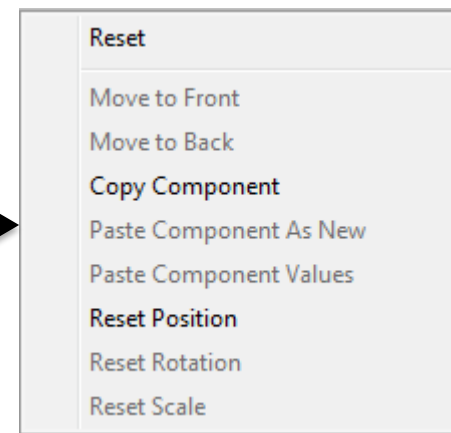 Reset
Move to Front
Move to Back
Copy Component
Paste Component As New
Paste Component Values
Reset Position
Reset Rotation
Reset Scale